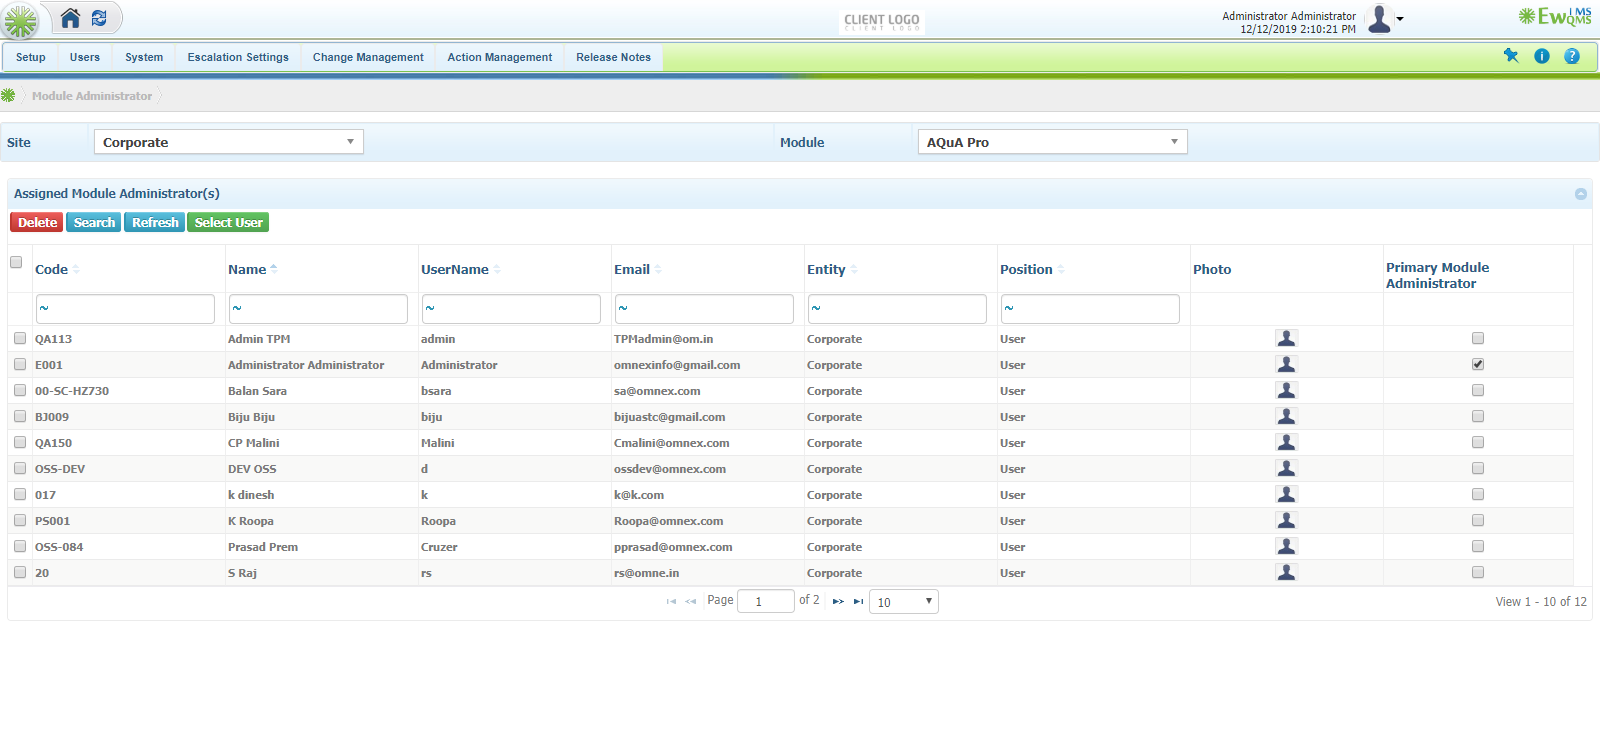 CLIENT LOGO
CLIENT LOGO
Administrator Administrator
12/12/2019 2:10:21 PM
EwIMS
QMS
Setup Users System Escalation Settings Change Management Action Management Release Notes
Module Administrator
Site Corporate Module AQuA Pro
Assigned Module Administrator(s)
Delete Search Refresh Select User
Code Name UserName Email Entity Position Photo Primary Module Administrator
~ ~ ~ ~ ~ ~
QA113 Admin TPM admin TPMadmin@om.in Corporate User
E001 Administrator Administrator Administrator omnexinfo@gmail.com Corporate User
00-SC-HZ730 Balan Sara bsara sa@omnex.com Corporate User
BJ009 Biju Biju biju bijuastc@gmail.com Corporate User
QA150 CP Malini Malini Cmalini@omnex.com Corporate User
OSS-DEV DEV OSS d ossdev@omnex.com Corporate User
017 k dinesh k k@k.com Corporate User
PS001 K Roopa Roopa Roopa@omnex.com Corporate User
OSS-084 Prasad Prem Cruzer pprasad@omnex.com Corporate User
20 S Raj rs rs@omne.in Corporate User
Page 1 of 2 10 View 1 - 10 of 12